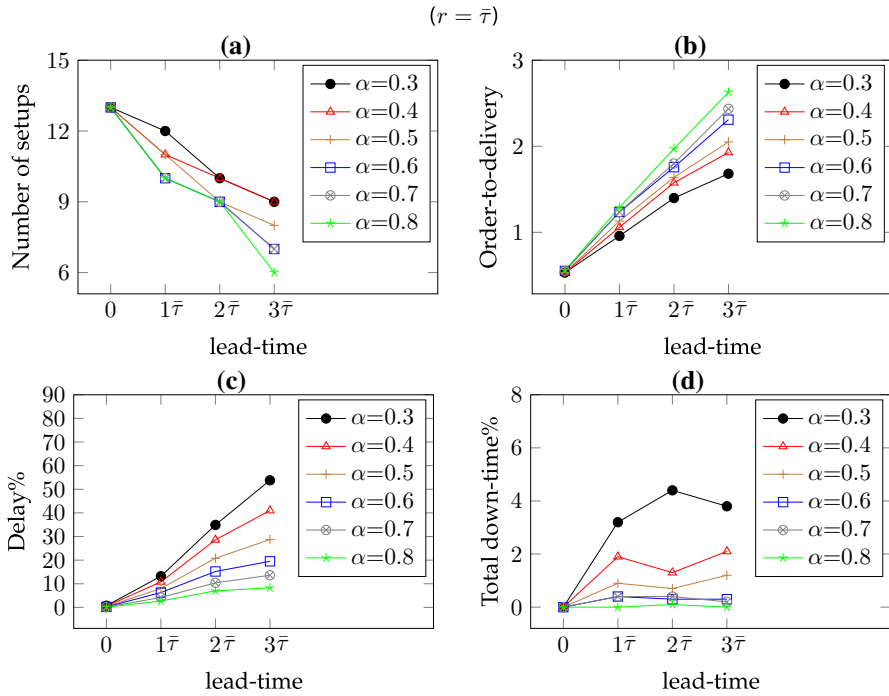 (r = τ̄)
(a)
Number of setups
15
12
9
6
0 1τ̄ 2τ̄ 3τ̄
lead-time
α=0.3
α=0.4
α=0.5
α=0.6
α=0.7
α=0.8
(b)
Order-to-delivery
3
2
1
0 1τ̄ 2τ̄ 3τ̄
lead-time
α=0.3
α=0.4
α=0.5
α=0.6
α=0.7
α=0.8
(c)
Delay%
90
80
70
60
50
40
30
20
10
0
0 1τ̄ 2τ̄ 3τ̄
lead-time
α=0.3
α=0.4
α=0.5
α=0.6
α=0.7
α=0.8
(d)
Total down-time%
8
6
4
2
0
0 1τ̄ 2τ̄ 3τ̄
lead-time
α=0.3
α=0.4
α=0.5
α=0.6
α=0.7
α=0.8